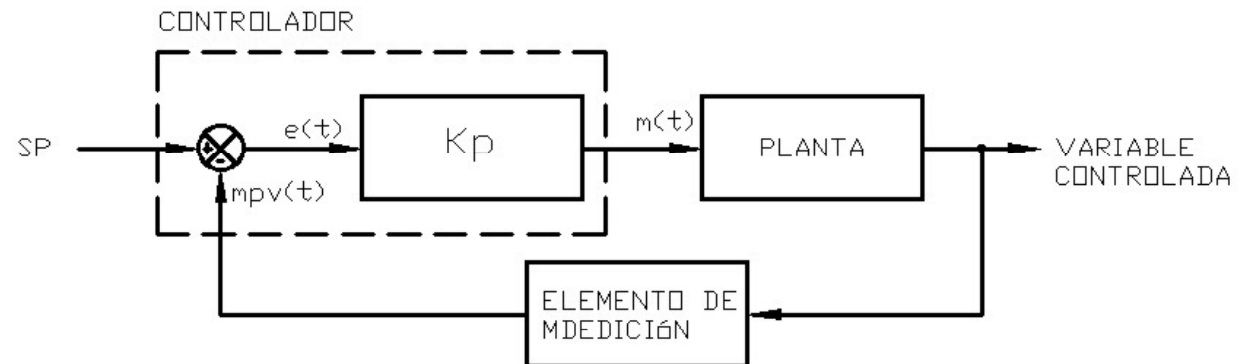 CONTROLADOR
SP
e(t)
Kp
m(t)
PLANTA
VARIABLE
CONTROLADA
+
-
mpv(t)
ELEMENTO DE
MDEDICIóN